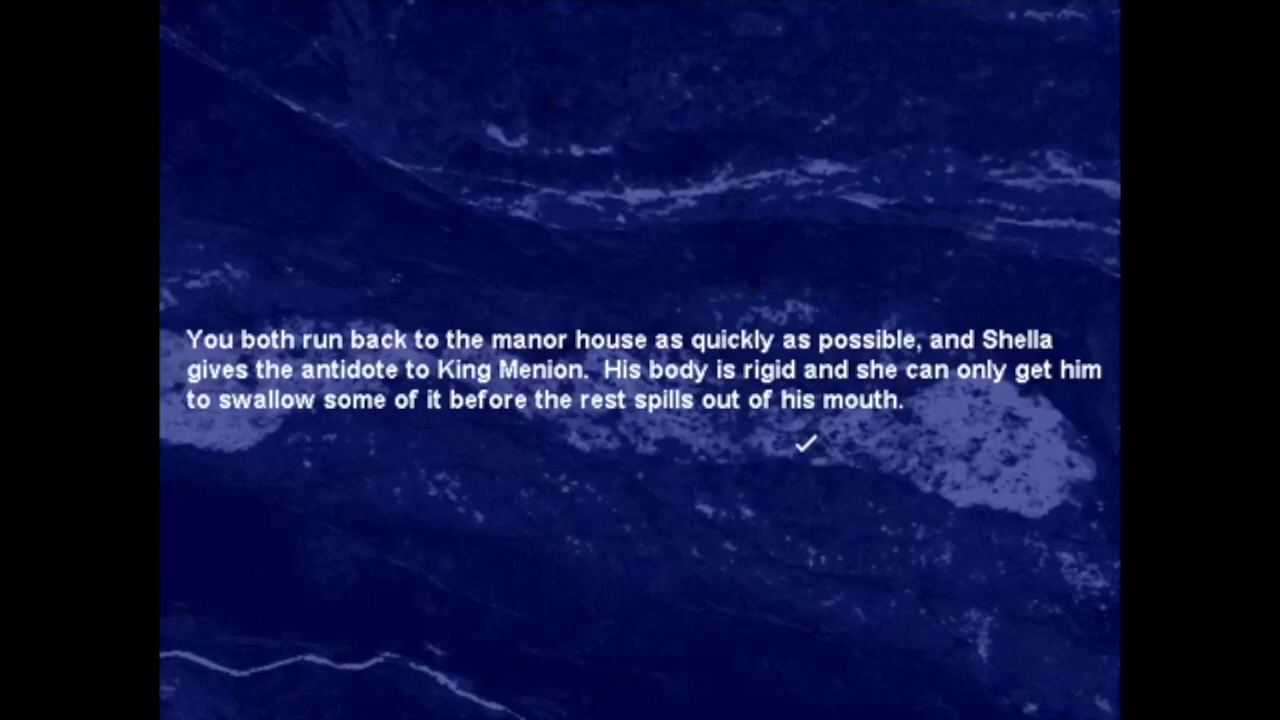 You both run back to the manor house as quickly as possible, and Shella
gives the antidote to King Menion.  His body is rigid and she can only get him
to swallow some of it before the rest spills out of his mouth.